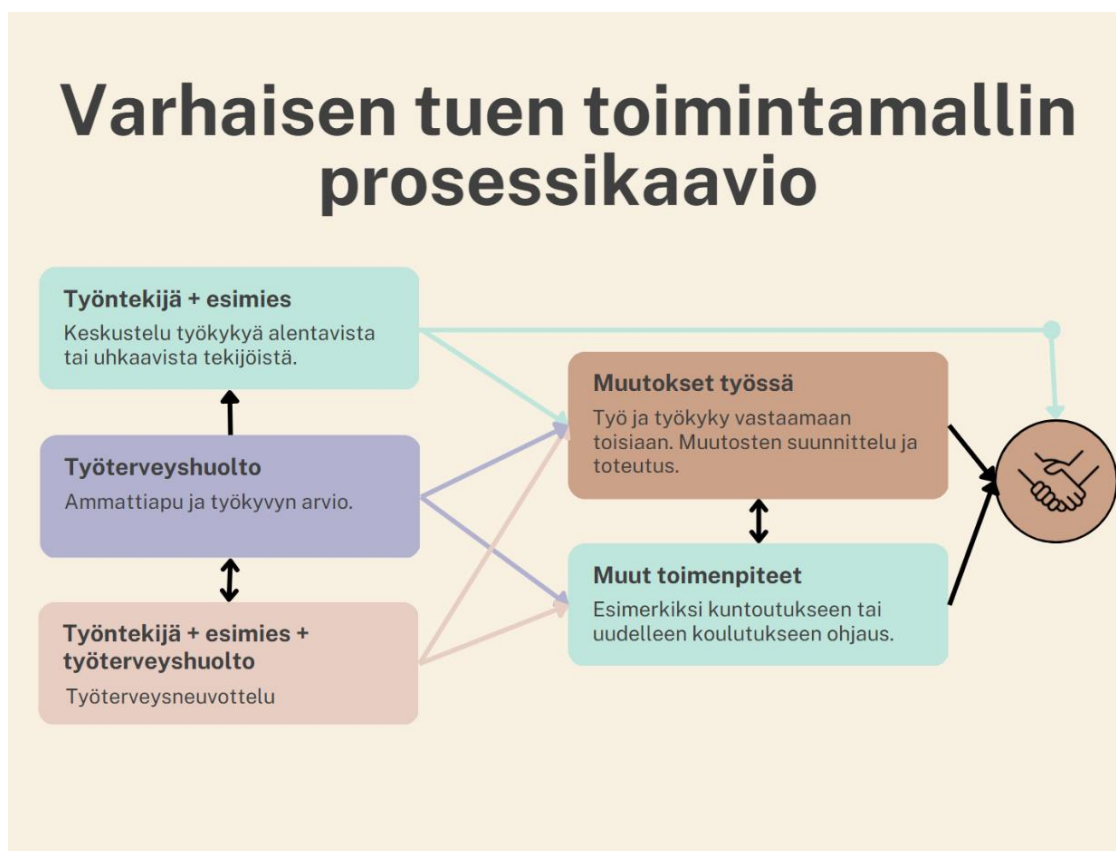 Varhaisen tuen toimintamallin
prosessikaavio
Työntekijä + esimies
Keskustelu työkykyä alentavista
tai uhkaavista tekijöistä.
Työterveyshuolto
Ammattiapu ja työkyvyn arvio.
Työntekijä + esimies +
työterveyshuolto
Työterveysneuvottelu
Muutokset työssä
Työ ja työkyky vastaamaan
toisiaan. Muutosten suunnittelu ja
toteutus.
Muut toimenpiteet
Esimerkiksi kuntoutukseen tai
uudelleen koulutukseen ohjaus.